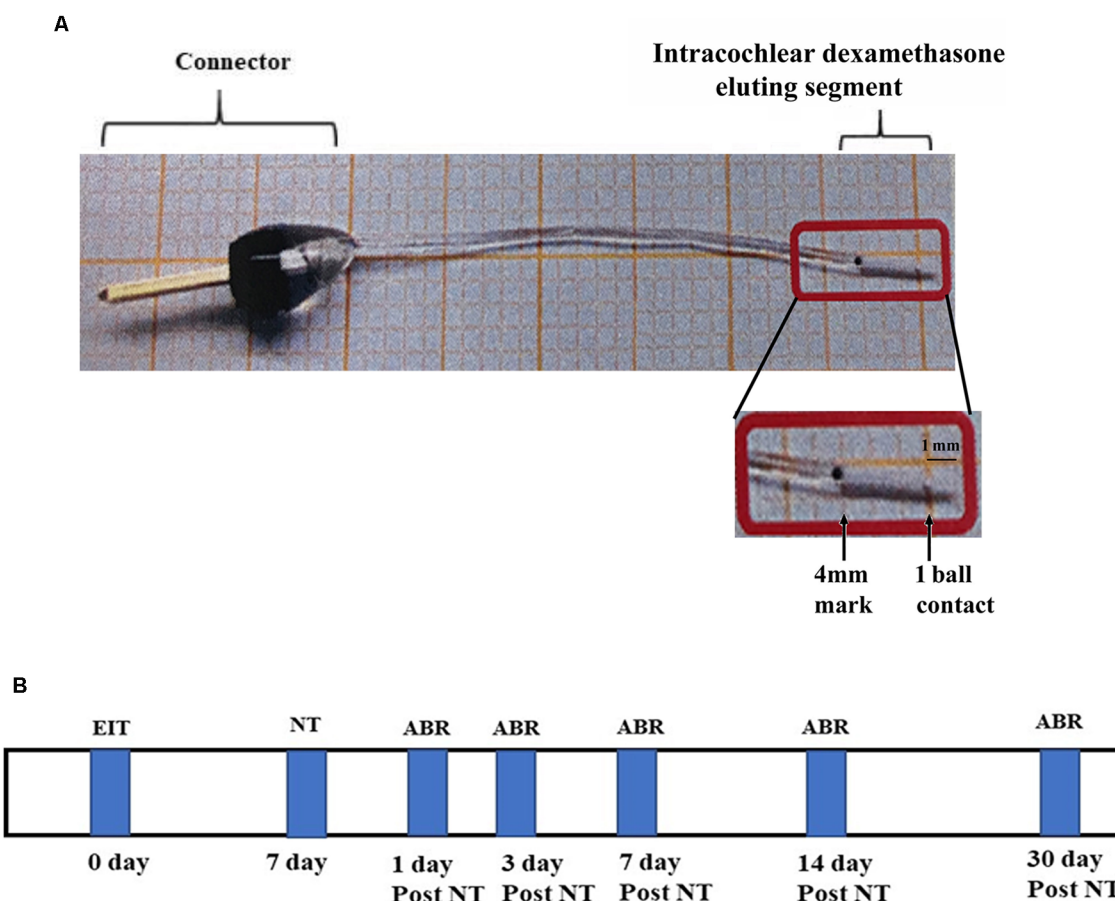 A
Connector
Intracochlear dexamethasone
eluting segment
1 mm
4mm
mark
1 ball
contact
B
EIT
NT
ABR
ABR
ABR
ABR
ABR
0 day
7 day
1 day
Post NT
3 day
Post NT
7 day
Post NT
14 day
Post NT
30 day
Post NT